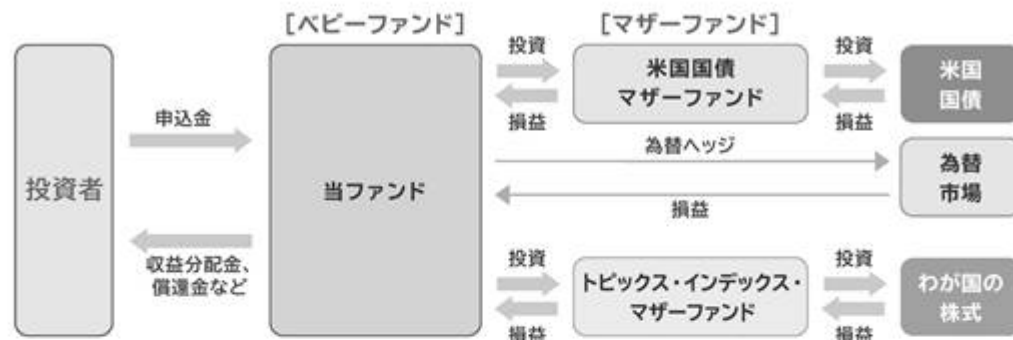 [ベビーファンド]
[マザーファンド]
投資者
申込金
収益分配金、
償還金など
当ファンド
投資
損益
米国国債
マザーファンド
投資
損益
米国
国債
為替ヘッジ
損益
為替
市場
投資
損益
トピックス・インデックス・
マザーファンド
投資
損益
わが国の
株式